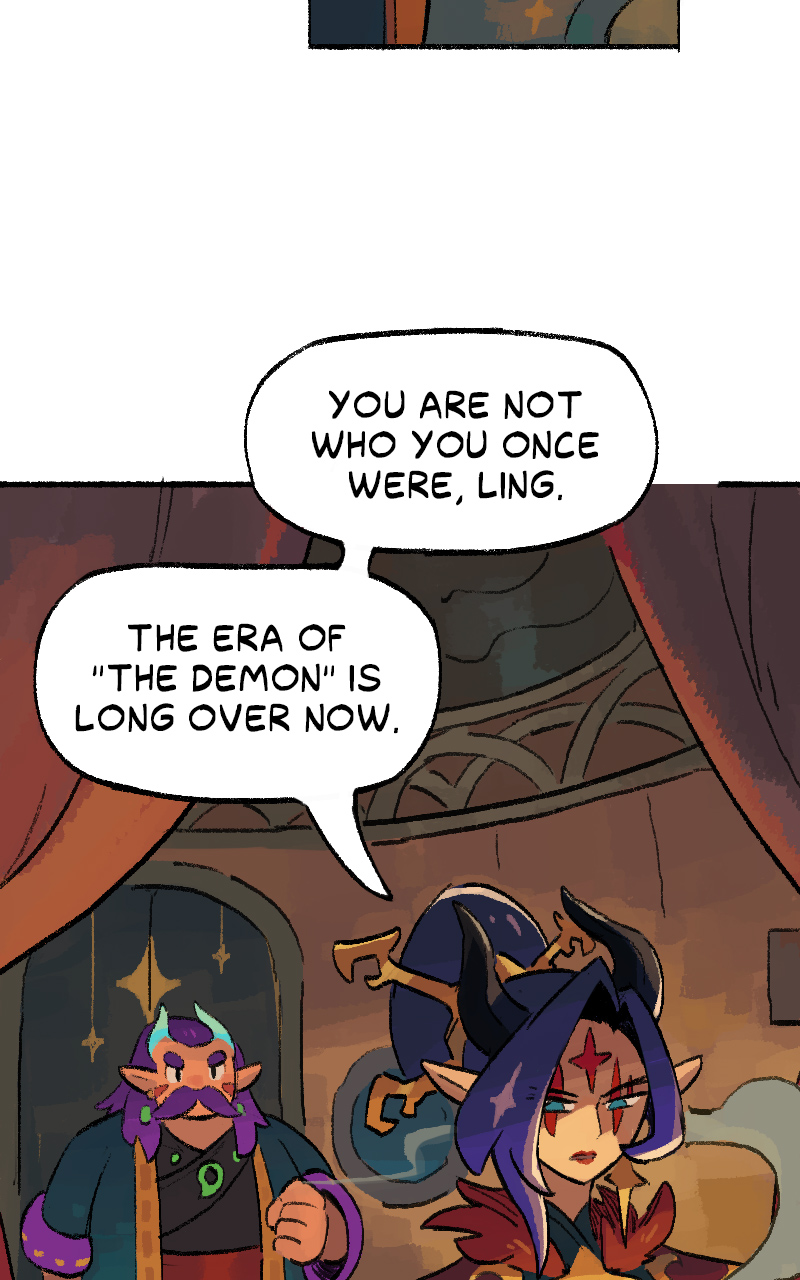 YOU ARE NOT
WHO YOU ONCE
WERE, LING.
THE ERA OF
"THE DEMON" IS
LONG OVER NOW.